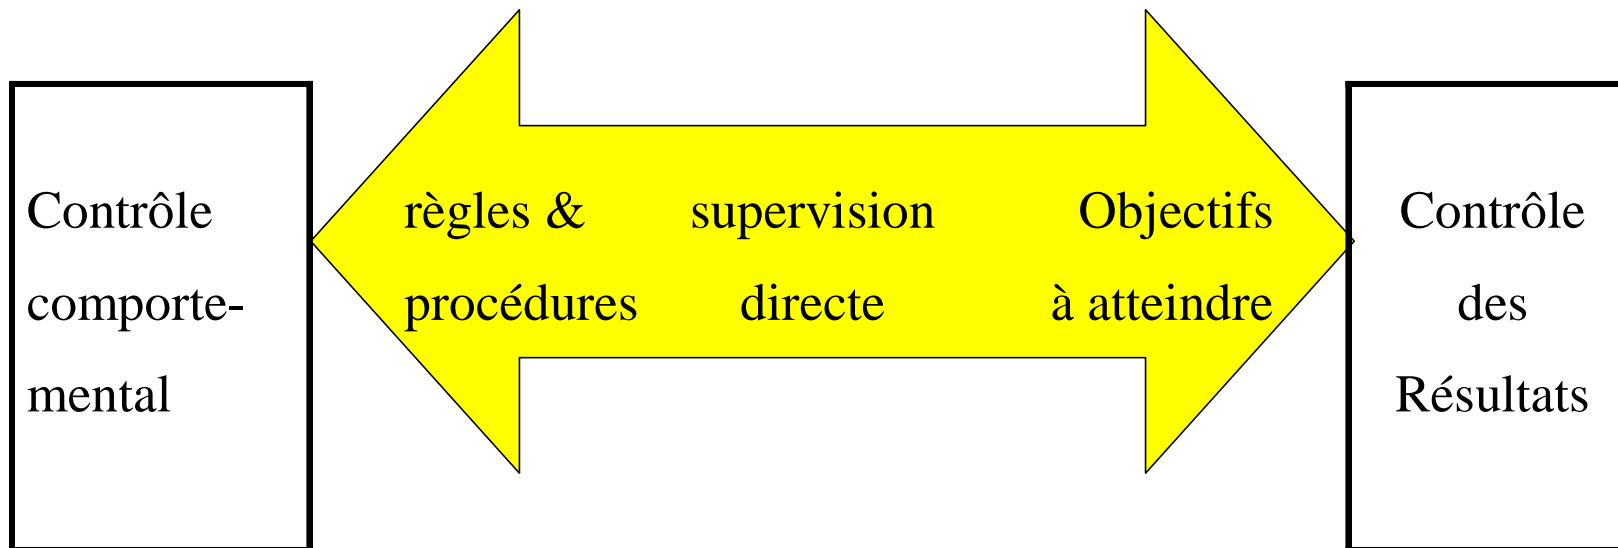 Contrôle
comporte-
mental
règles &
procédures
supervision
directe
Objectifs
à atteindre
Contrôle
des
Résultats